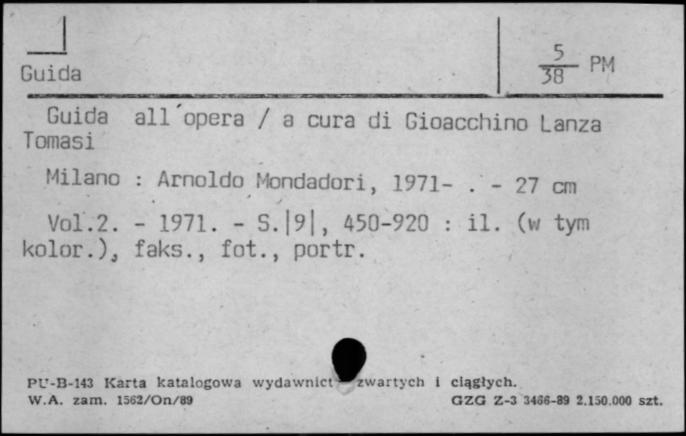 Guida
5
38 PM
Guida all'opera / a cura di Gioacchino Lanza
Tomasi
Milano : Arnoldo Mondadori, 1971- . - 27 cm
Vol.2. - 1971. - S.|9|, 450-920 : il. (w tym
kolor.), faks., fot., portr.
PU-B-143 Karta katalogowa wydawnict zwartych i ciągłych.
W.A. zam. 1562/On/89 GZG Z-3 3466-89 2.150.000 szt.